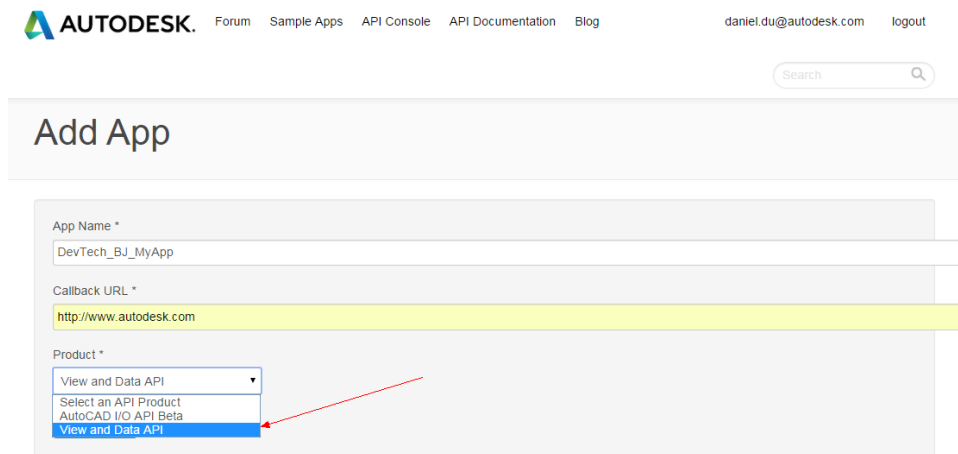 AUTODESK. Forum Sample Apps API Console API Documentation Blog daniel.du@autodesk.com logout
Search
Add App
App Name *
DevTech_BJ_MyApp
Callback URL *
http://www.autodesk.com
Product *
View and Data API
Select an API Product
AutoCAD I/O API Beta
View and Data API